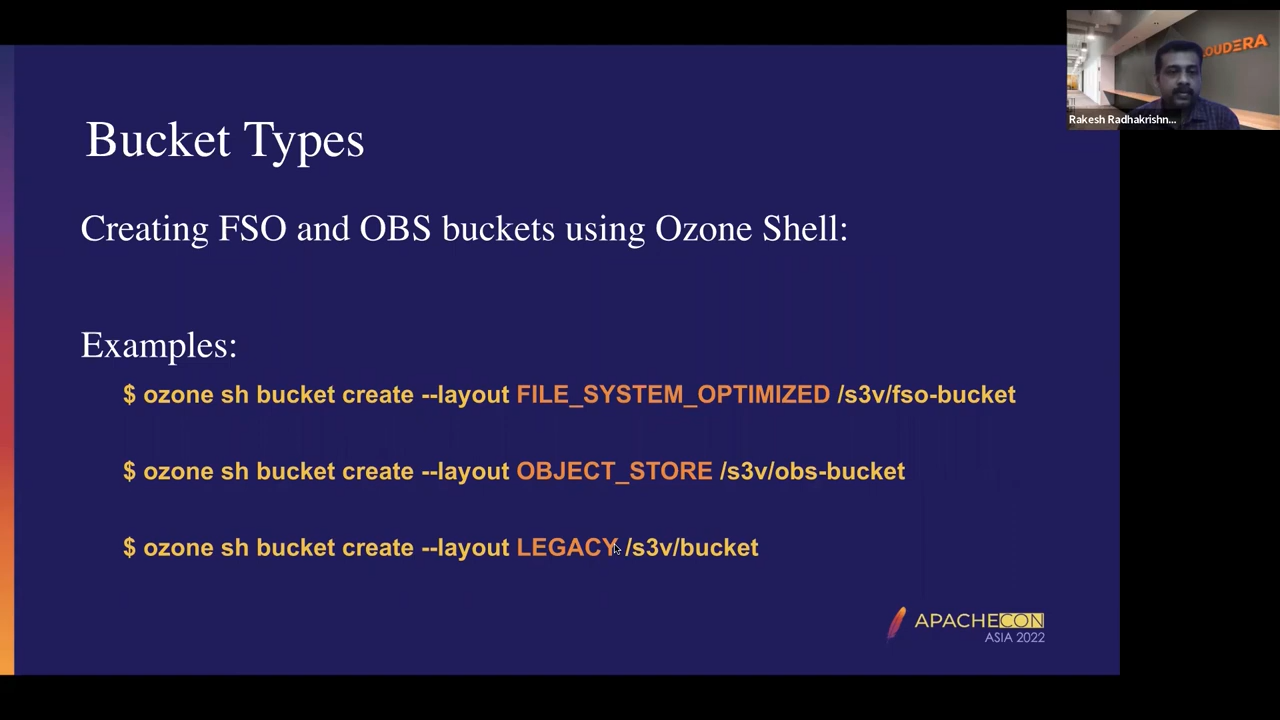 LOUDERA
Rakesh Radhakrishn...
Bucket Types
Creating FSO and OBS buckets using Ozone Shell:
Examples:
$ ozone sh bucket create --layout FILE_SYSTEM_OPTIMIZED /s3v/fso-bucket
$ ozone sh bucket create --layout OBJECT_STORE /s3v/obs-bucket
$ ozone sh bucket create --layout LEGACY /s3v/bucket
APACHECON
ASIA 2022